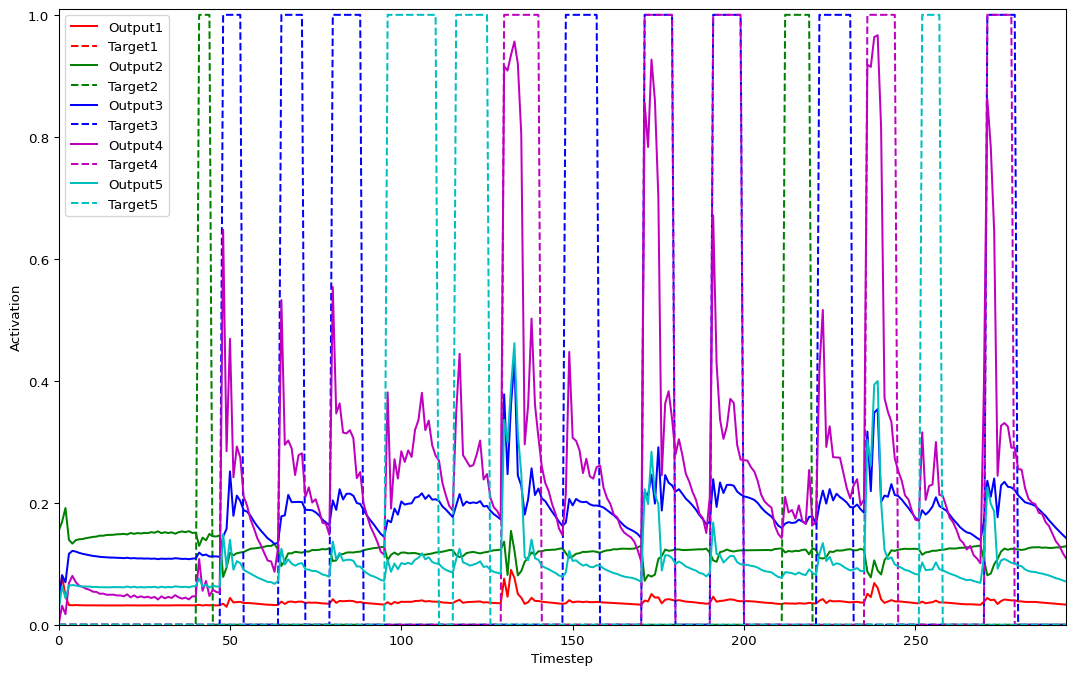 Output1
Target1
Output2
Target2
Output3
Target3
Output4
Target4
Output5
Target5
Activation
1.0
0.8
0.6
0.4
0.2
0.0
0 50 100 150 200 250
Timestep